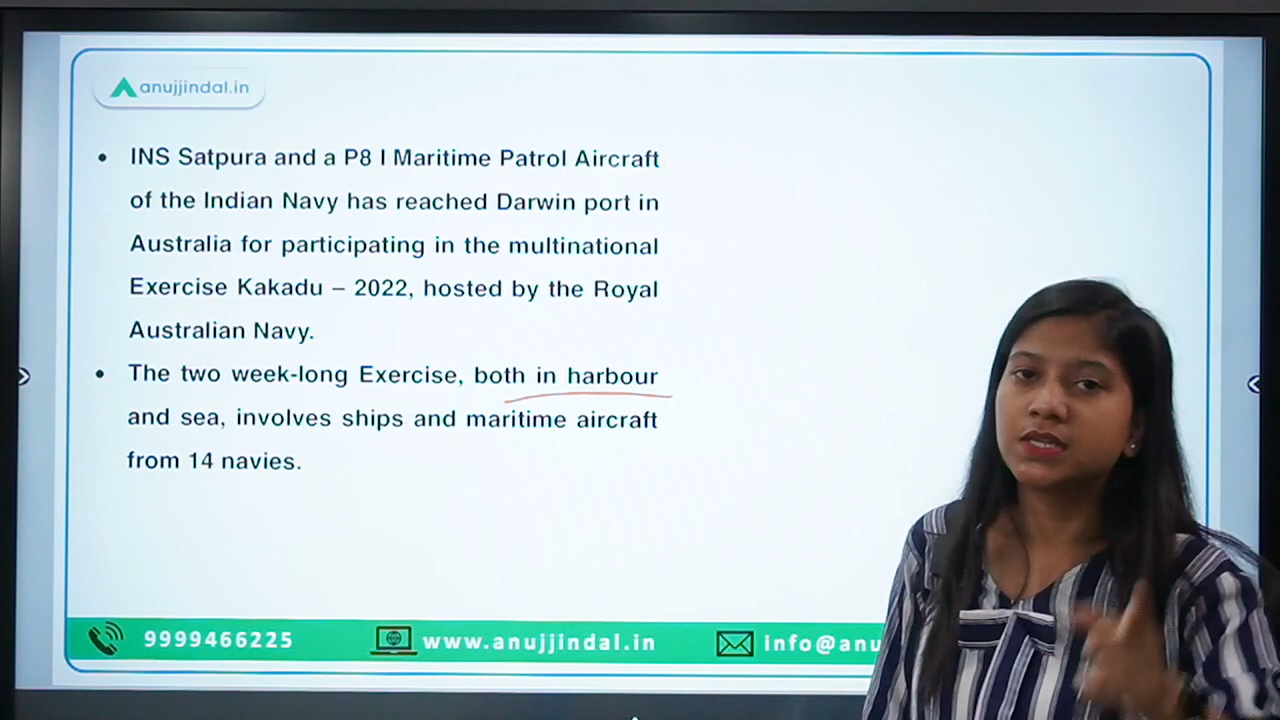 anujjindal.in
INS Satpura and a P8 I Maritime Patrol Aircraft
of the Indian Navy has reached Darwin port in
Australia for participating in the multinational
Exercise Kakadu – 2022, hosted by the Royal
Australian Navy.
The two week-long Exercise, both in harbour
and sea, involves ships and maritime aircraft
from 14 navies.
9999466225 www.anujjindal.in info@anu